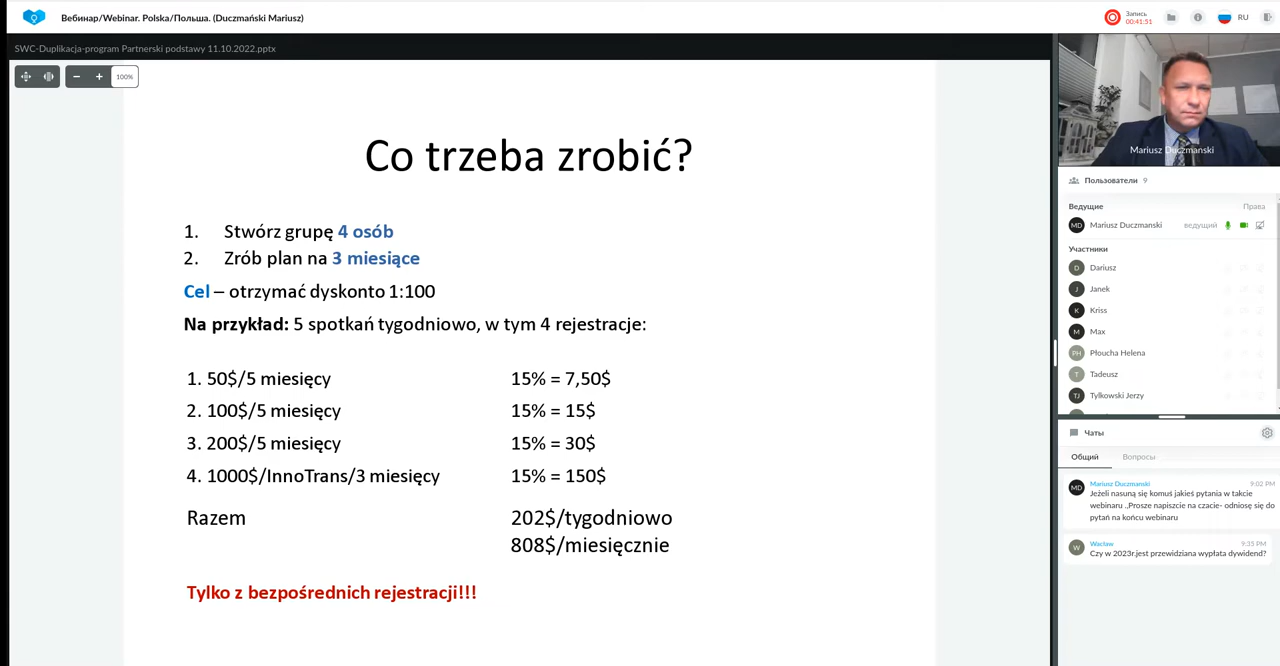 Вебинар/Webinar. Polska/Польша. (Duczmański Mariusz)
Запись
00:41:51
RU
SWC-Duplikacja-program Partnerski podstawy 11.10.2022.pptx
100%
Co trzeba zrobić?
1. Stwórz grupę 4 osób
2. Zrób plan na 3 miesiące
Cel – otrzymać dyskonto 1:100
Na przykład: 5 spotkań tygodniowo, w tym 4 rejestracje:
1. 50$/5 miesięcy 15% = 7,50$
2. 100$/5 miesięcy 15% = 15$
3. 200$/5 miesięcy 15% = 30$
4. 1000$/InnoTrans/3 miesięcy 15% = 150$
Razem 202$/tygodniowo
808$/miesięcznie
Tylko z bezpośrednich rejestracji!!!
Mariusz Duczmanski
Пользователи 9
Ведущие Права
MD Mariusz Duczmanski ведущий
Участники
D Dariusz
J Janek
K Kriss
M Max
PH Płoucha Helena
T Tadeusz
TJ Tylkowski Jerzy
Чаты
Общий Вопросы
MD Mariusz Duczmanski 9:02 PM
Jeżeli nasuną się komuś jakieś pytania w takcie
webinaru ,,Prosze napiszcie na czacie- odniosę się do
pytań na końcu webinaru
W Wacław 9:35 PM
Czy w 2023r.jest przewidziana wypłata dywidend?